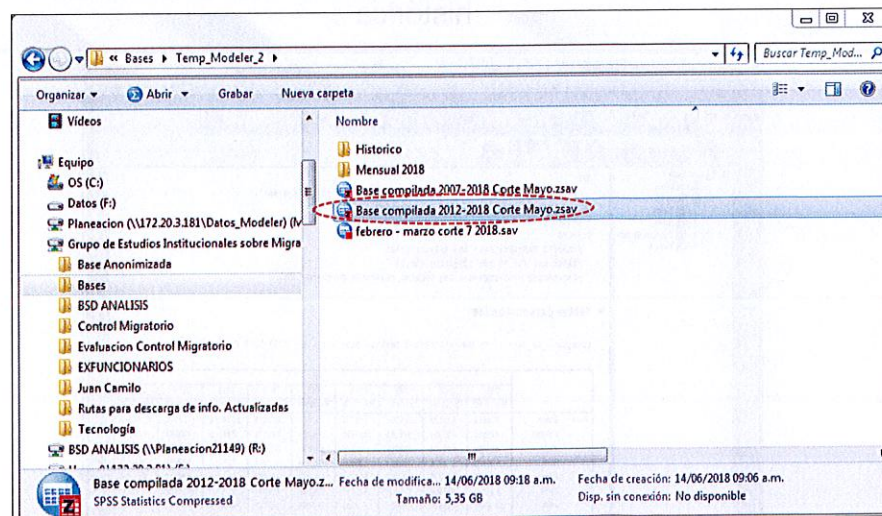 « Bases ▸ Temp_Modeler_2 ▸
Buscar Temp_Mod...
Organizar ▾ Abrir ▾ Grabar Nueva carpeta
Vídeos
Equipo
OS (C:)
Datos (F:)
Planeacion (\\172.20.3.181\Datos_Modeler) (M
Grupo de Estudios Institucionales sobre Migra
Base Anonimizada
Bases
BSD ANALISIS
Control Migratorio
Evaluacion Control Migratorio
EXFUNCIONARIOS
Juan Camilo
Rutas para descarga de info. Actualizadas
Tecnología
BSD ANALISIS (\\Planeacion21149) (R:)
Nombre
Historico
Mensual 2018
Base compilada 2007-2018 Corte Mayo.zsav
Base compilada 2012-2018 Corte Mayo.zsav
febrero - marzo corte 7 2018.sav
Base compilada 2012-2018 Corte Mayo.z... Fecha de modifica... 14/06/2018 09:18 a.m. Fecha de creación: 14/06/2018 09:06 a.m.
SPSS Statistics Compressed Tamaño: 5,35 GB Disp. sin conexión: No disponible